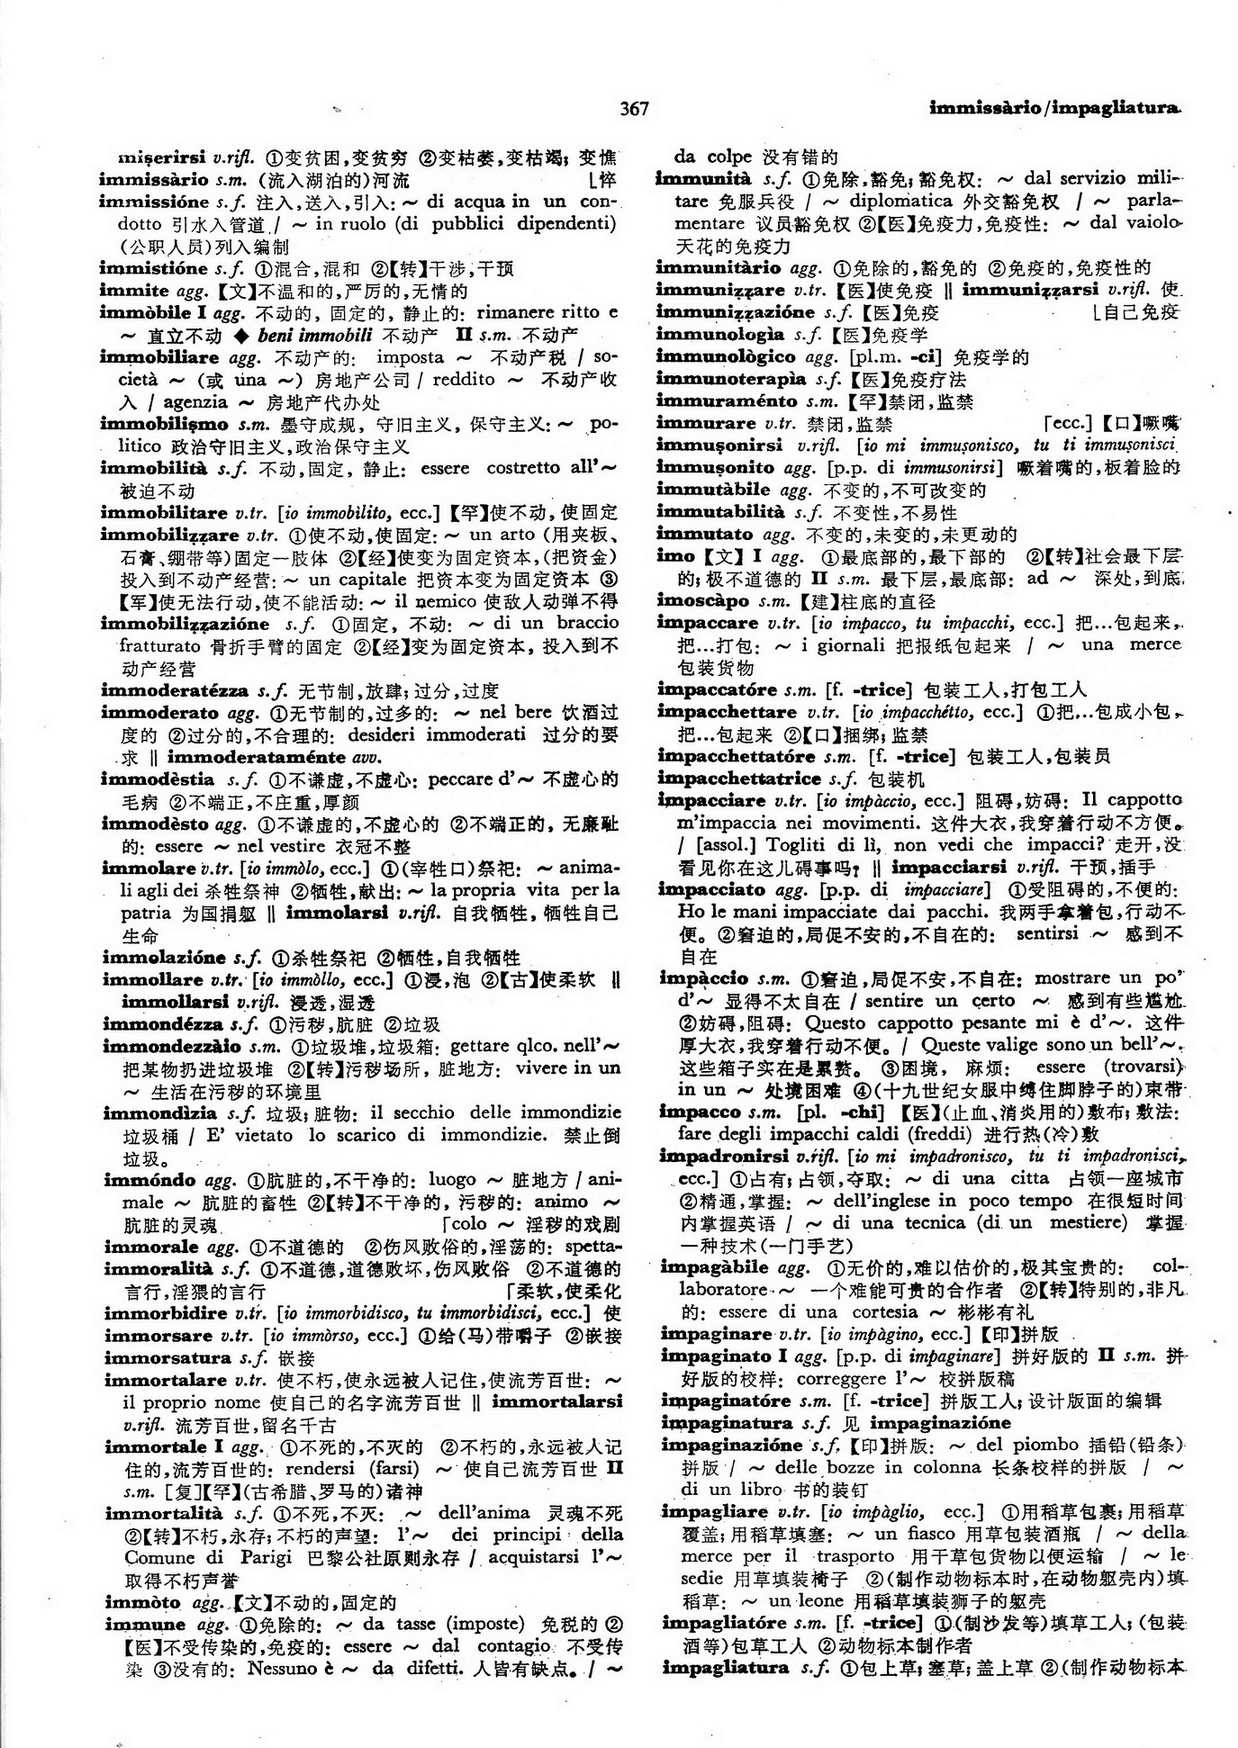 367
immissàrio/impagliatura
miṣerirsi v.rifl. ①变贫困,变贫穷 ②变枯萎,变枯竭; 变憔
immissàrio s.m. (流入湖泊的)河流 ⌊悴
immissióne s.f. 注入,送入,引入: ~ di acqua in un con-
dotto 引水入管道 / ~ in ruolo (di pubblici dipendenti)
(公职人员)列入编制
immistióne s.f. ①混合,混和 ②【转】干涉,干预
immite agg. 【文】不温和的,严厉的,无情的
immòbile I agg. 不动的, 固定的, 静止的: rimanere ritto e
~ 直立不动 ◆ beni immobili 不动产 II s.m. 不动产
immobiliare agg. 不动产的: imposta ~ 不动产税 / so-
cietà ~ (或 una ~) 房地产公司 / reddito ~ 不动产收
入 / agenzia ~ 房地产代办处
immobiliṣmo s.m. 墨守成规, 守旧主义, 保守主义: ~ po-
litico 政治守旧主义,政治保守主义
immobilità s.f. 不动,固定, 静止: essere costretto all'~
被迫不动
immobilitare v.tr. [io immobìlito, ecc.]【罕】使不动, 使固定
immobiliẓẓare v.tr. ①使不动,使固定: ~ un arto (用夹板、
石膏、绷带等)固定一肢体 ②【经】使变为固定资本,(把资金)
投入到不动产经营: ~ un capitale 把资本变为固定资本 ③
【军】使无法行动,使不能活动: ~ il nemico 使敌人动弹不得
immobiliẓẓazióne s.f. ①固定, 不动: ~ di un braccio
fratturato 骨折手臂的固定 ②【经】变为固定资本, 投入到不
动产经营
immoderatézza s.f. 无节制,放肆; 过分,过度
immoderato agg. ①无节制的,过多的: ~ nel bere 饮酒过
度的 ②过分的,不合理的: desideri immoderati 过分的要
求 ‖ immoderataménte avv.
immodèstia s.f. ①不谦虚,不虚心: peccare d'~ 不虚心的
毛病 ②不端正,不庄重,厚颜
immodèsto agg. ①不谦虚的,不虚心的 ②不端正的, 无廉耻
的: essere ~ nel vestire 衣冠不整
immolare v.tr. [io immòlo, ecc.] ①(宰牲口)祭祀: ~ anima-
li agli dei 杀牲祭神 ②牺牲,献出: ~ la propria vita per la
patria 为国捐躯 ‖ immolarsi v.rifl. 自我牺牲, 牺牲自己
生命
immolazióne s.f. ①杀牲祭祀 ②牺牲,自我牺牲
immollare v.tr. [io immòllo, ecc.] ①浸,泡 ②【古】使柔软 ‖
immollarsi v.rifl. 浸透,湿透
immondézza s.f. ①污秽,肮脏 ②垃圾
immondezzàio s.m. ①垃圾堆,垃圾箱: gettare qlco. nell'~
把某物扔进垃圾堆 ②【转】污秽场所, 脏地方: vivere in un
~ 生活在污秽的环境里
immondìzia s.f. 垃圾; 脏物: il secchio delle immondizie
垃圾桶 / E' vietato lo scarico di immondizie. 禁止倒
垃圾。
immóndo agg. ①肮脏的,不干净的: luogo ~ 脏地方 / ani-
male ~ 肮脏的畜牲 ②【转】不干净的, 污秽的: animo ~
肮脏的灵魂 ⌈colo ~ 淫秽的戏剧
immorale agg. ①不道德的 ②伤风败俗的,淫荡的: spetta-
immoralità s.f. ①不道德,道德败坏,伤风败俗 ②不道德的
言行,淫猥的言行 ⌈柔软,使柔化
immorbidire v.tr. [io immorbidisco, tu immorbidisci, ecc.] 使
immorsare v.tr. [io immòrso, ecc.] ①给(马)带嚼子 ②嵌接
immorsatura s.f. 嵌接
immortalare v.tr. 使不朽,使永远被人记住,使流芳百世: ~
il proprio nome 使自己的名字流芳百世 ‖ immortalarsi
v.rifl. 流芳百世,留名千古
immortale I agg. ①不死的,不灭的 ②不朽的,永远被人记
住的,流芳百世的: rendersi (farsi) ~ 使自己流芳百世 II
s.m. [复]【罕】(古希腊、罗马的)诸神
immortalità s.f. ①不死,不灭: ~ dell'anima 灵魂不死
②【转】不朽,永存; 不朽的声望: l'~ dei principi della
Comune di Parigi 巴黎公社原则永存 / acquistarsi l'~
取得不朽声誉
immòto agg. 【文】不动的,固定的
immune agg. ①免除的: ~ da tasse (imposte) 免税的 ②
【医】不受传染的,免疫的: essere ~ dal contagio 不受传
染 ③没有的: Nessuno è ~ da difetti. 人皆有缺点。/ ~
da colpe 没有错的
immunità s.f. ①免除,豁免; 豁免权: ~ dal servizio mili-
tare 免服兵役 / ~ diplomatica 外交豁免权 / ~ parla-
mentare 议员豁免权 ②【医】免疫力,免疫性: ~ dal vaiolo
天花的免疫力
immunitàrio agg. ①免除的,豁免的 ②免疫的,免疫性的
immuniẓẓare v.tr. 【医】使免疫 ‖ immuniẓẓarsi v.rifl. 使
immuniẓẓazióne s.f. 【医】免疫 ⌊自己免疫
immunologìa s.f. 【医】免疫学
immunològico agg. [pl.m. -ci] 免疫学的
immunoterapìa s.f. 【医】免疫疗法
immuraménto s.m. 【罕】禁闭,监禁
immurare v.tr. 禁闭,监禁 ⌈ecc.]【口】噘嘴
immuṣonirsi v.rifl. [io mi immuṣonisco, tu ti immuṣonisci
immuṣonito agg. [p.p. di immusonirsi] 噘着嘴的,板着脸的
immutàbile agg. 不变的,不可改变的
immutabilità s.f. 不变性,不易性
immutato agg. 不变的,未变的,未更动的
imo【文】I agg. ①最底部的,最下部的 ②【转】社会最下层
的; 极不道德的 II s.m. 最下层,最底部: ad ~ 深处,到底
imoscàpo s.m. 【建】柱底的直径
impaccare v.tr. [io impacco, tu impacchi, ecc.] 把…包起来,
把…打包: ~ i giornali 把报纸包起来 / ~ una merce
包装货物
impaccatóre s.m. [f. -trice] 包装工人,打包工人
impacchettare v.tr. [io impacchétto, ecc.] ①把…包成小包,
把…包起来 ②【口】捆绑; 监禁
impacchettatóre s.m. [f. -trice] 包装工人,包装员
impacchettatrice s.f. 包装机
impacciare v.tr. [io impàccio, ecc.] 阻碍,妨碍: Il cappotto
m'impaccia nei movimenti. 这件大衣,我穿着行动不方便。
/ [assol.] Togliti di lì, non vedi che impacci? 走开,没
看见你在这儿碍事吗? ‖ impacciarsi v.rifl. 干预,插手
impacciato agg. [p.p. di impacciare] ①受阻碍的,不便的:
Ho le mani impacciate dai pacchi. 我两手拿着包,行动不
便。②窘迫的,局促不安的,不自在的: sentirsi ~ 感到不
自在
impàccio s.m. ①窘迫,局促不安,不自在: mostrare un po'
d'~ 显得不太自在 / sentire un certo ~ 感到有些尴尬
②妨碍,阻碍: Questo cappotto pesante mi è d'~. 这件
厚大衣,我穿着行动不便。/ Queste valige sono un bell'~.
这些箱子实在是累赘。③困境, 麻烦: essere (trovarsi)
in un ~ 处境困难 ④(十九世纪女服中缚住脚脖子的)束带
impacco s.m. [pl. -chi]【医】(止血、消炎用的)敷布; 敷法:
fare degli impacchi caldi (freddi) 进行热(冷)敷
impadronirsi v.rifl. [io mi impadronisco, tu ti impadronisci,
ecc.] ①占有; 占领,夺取: ~ di una citta 占领一座城市
②精通,掌握: ~ dell'inglese in poco tempo 在很短时间
内掌握英语 / ~ di una tecnica (di un mestiere) 掌握
一种技术(一门手艺)
impagàbile agg. ①无价的,难以估价的,极其宝贵的: col-
laboratore ~ 一个难能可贵的合作者 ②【转】特别的,非凡
的: essere di una cortesia ~ 彬彬有礼
impaginare v.tr. [io impàgino, ecc.]【印】拼版
impaginato I agg. [p.p. di impaginare] 拼好版的 II s.m. 拼
好版的校样: correggere l'~ 校拼版稿
impaginatóre s.m. [f. -trice] 拼版工人; 设计版面的编辑
impaginatura s.f. 见 impaginazióne
impaginazióne s.f. 【印】拼版: ~ del piombo 插铅(铅条)
拼版 / ~ delle bozze in colonna 长条校样的拼版 / ~
di un libro 书的装钉
impagliare v.tr. [io impàglio, ecc.] ①用稻草包裹; 用稻草
覆盖; 用稻草填塞: ~ un fiasco 用草包装酒瓶 / ~ della
merce per il trasporto 用干草包货物以便运输 / ~ le
sedie 用草填装椅子 ②(制作动物标本时,在动物躯壳内)填
稻草: ~ un leone 用稻草填装狮子的躯壳
impagliatóre s.m. [f. -trice] ①(制沙发等)填草工人; (包装
酒等)包草工人 ②动物标本制作者
impagliatura s.f. ①包上草; 塞草; 盖上草 ②(制作动物标本